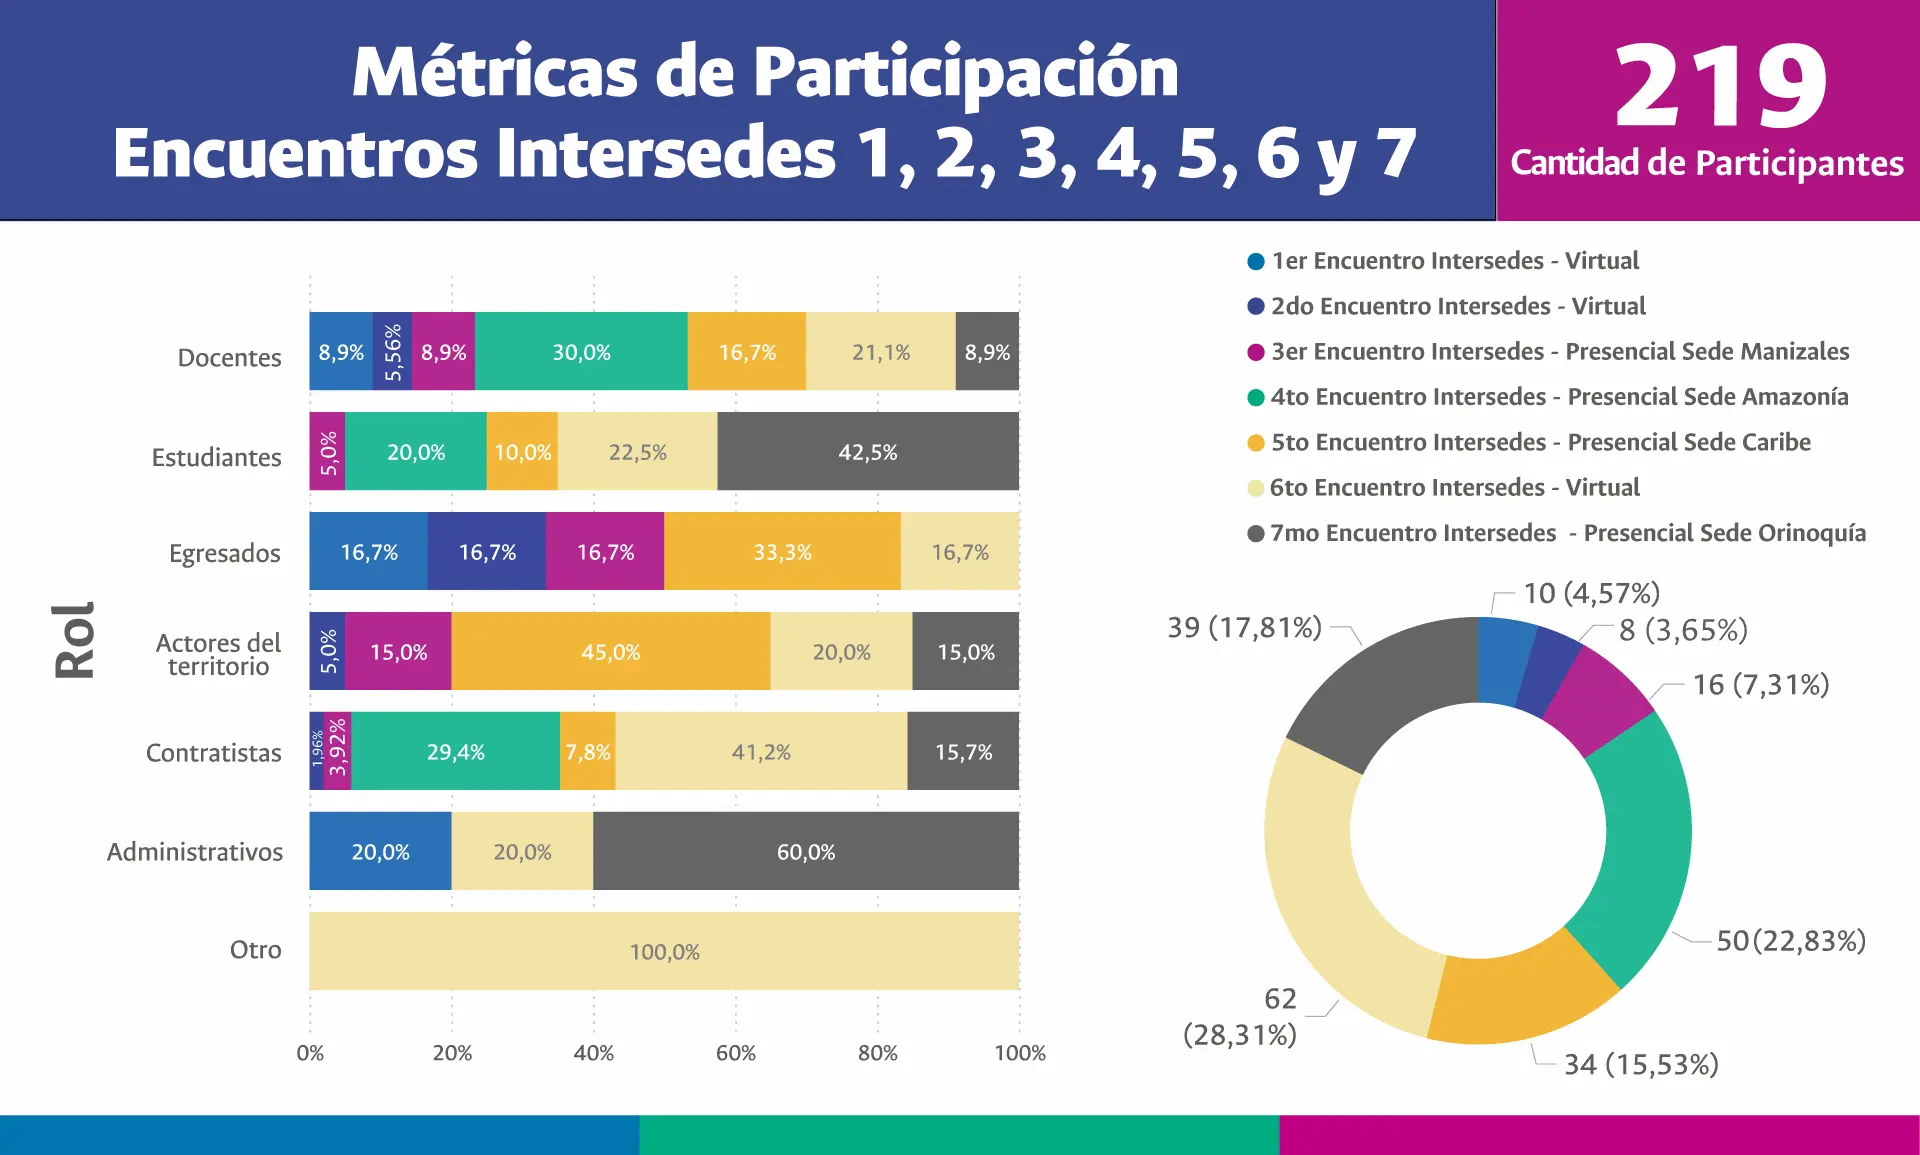 Métricas de Participación
Encuentros Intersedes 1, 2, 3, 4, 5, 6 y 7
219
Cantidad de Participantes
1er Encuentro Intersedes - Virtual
2do Encuentro Intersedes - Virtual
3er Encuentro Intersedes - Presencial Sede Manizales
4to Encuentro Intersedes - Presencial Sede Amazonía
5to Encuentro Intersedes - Presencial Sede Caribe
6to Encuentro Intersedes - Virtual
7mo Encuentro Intersedes - Presencial Sede Orinoquía
Rol
Docentes
8,9%
5,56%
8,9%
30,0%
16,7%
21,1%
8,9%
Estudiantes
5,0%
20,0%
10,0%
22,5%
42,5%
Egresados
16,7%
16,7%
16,7%
33,3%
16,7%
Actores del
territorio
5,0%
15,0%
45,0%
20,0%
15,0%
Contratistas
1,96%
3,92%
29,4%
7,8%
41,2%
15,7%
Administrativos
20,0%
20,0%
60,0%
Otro
100,0%
0%
20%
40%
60%
80%
100%
10 (4,57%)
8 (3,65%)
16 (7,31%)
50(22,83%)
34 (15,53%)
62
(28,31%)
39 (17,81%)